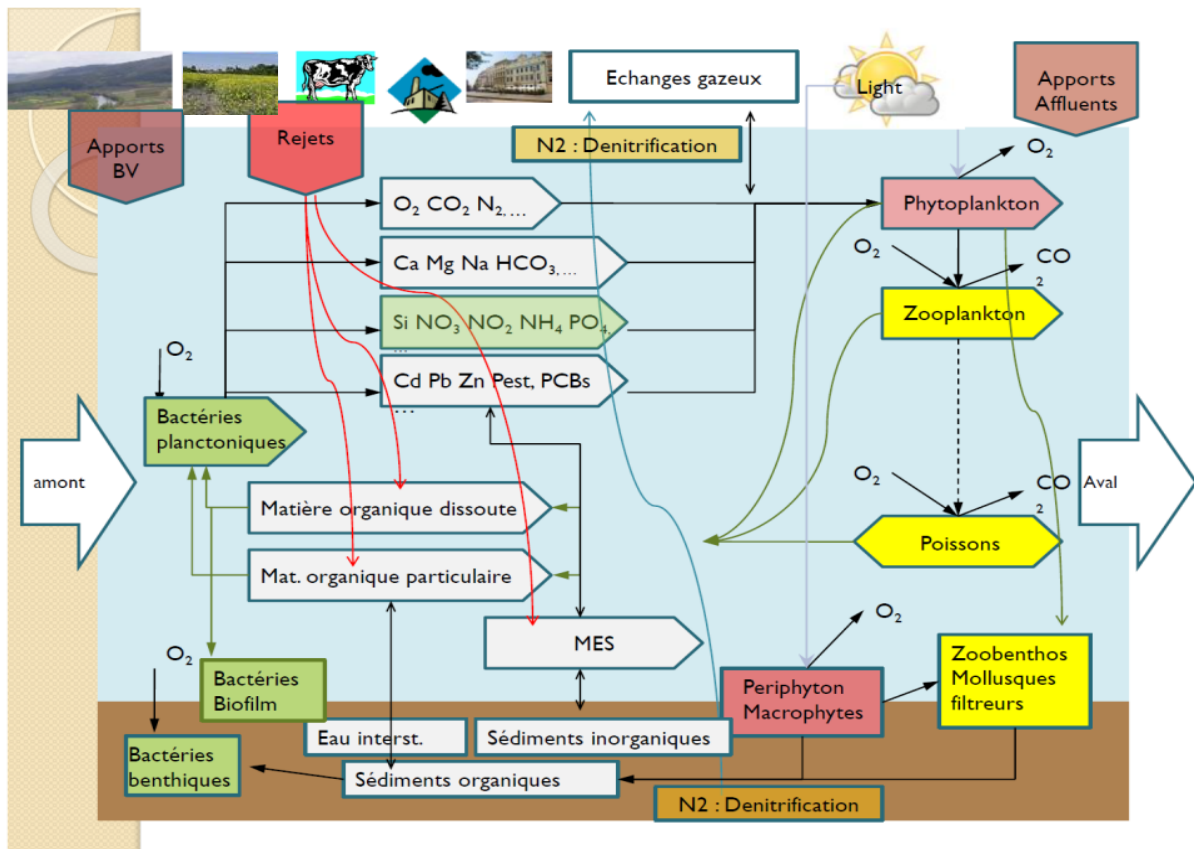 Echanges gazeux
Light
Apports
Affluents
Apports
BV
Rejets
N2 : Denitrification
O2
O2 CO2 N2, ...
Phytoplankton
Ca Mg Na HCO3, ...
O2
CO
2
Si NO3 NO2 NH4 PO4,
...
Zooplankton
O2
Cd Pb Zn Pest, PCBs
...
Bactéries
planctoniques
amont
Matière organique dissoute
O2
CO
2
Aval
Mat. organique particulaire
Poissons
O2
MES
O2
Zoobenthos
Mollusques
filtreurs
Bactéries
Biofilm
Periphyton
Macrophytes
Eau interst.
Sédiments inorganiques
Bactéries
benthiques
Sédiments organiques
N2 : Denitrification